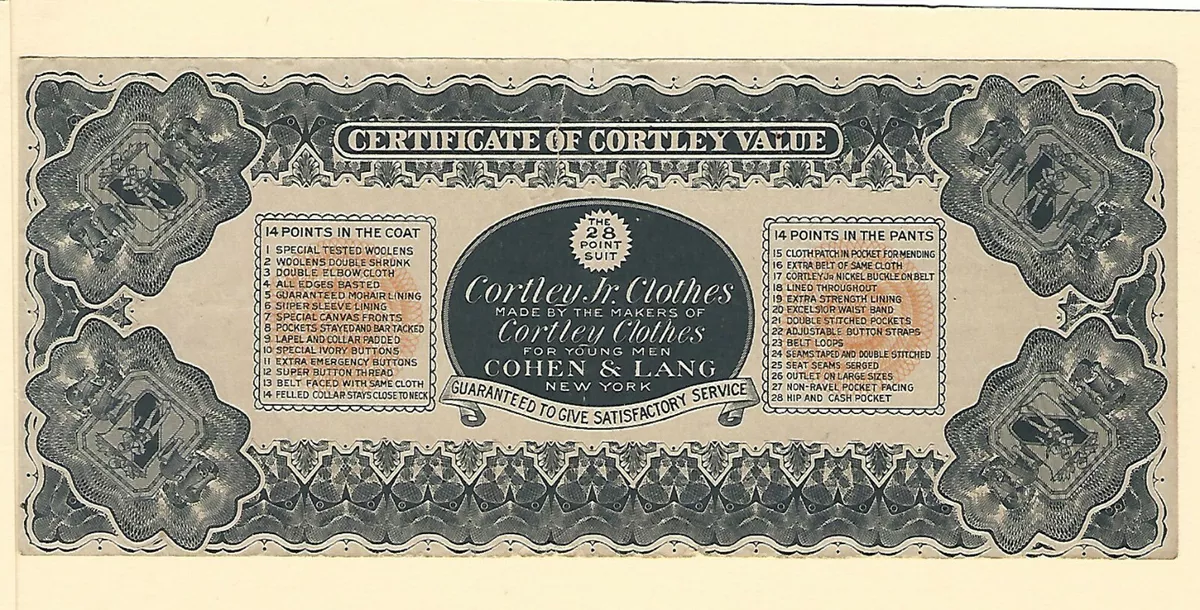 CERTIFICATE OF CORTLEY VALUE
14 POINTS IN THE COAT
1 SPECIAL TESTED WOOLENS
2 WOOLENS DOUBLE SHRUNK
3 DOUBLE ELBOW CLOTH
4 ALL EDGES BASTED
5 GUARANTEED MOHAIR LINING
6 SUPER SLEEVE LINING
7 SPECIAL CANVAS FRONTS
8 POCKETS STAYED AND BAR TACKED
9 LAPEL AND COLLAR PADDED
10 SPECIAL IVORY BUTTONS
11 EXTRA EMERGENCY BUTTONS
12 SUPER BUTTON THREAD
13 BELT FACED WITH SAME CLOTH
14 FELLED COLLAR STAYS CLOSE TO NECK
THE
28
POINT
SUIT
Cortley Jr. Clothes
MADE BY THE MAKERS OF
Cortley Clothes
FOR YOUNG MEN
COHEN & LANG
NEW YORK
GUARANTEED TO GIVE SATISFACTORY SERVICE
14 POINTS IN THE PANTS
15 CLOTH PATCH IN POCKET FOR MENDING
16 EXTRA BELT OF SAME CLOTH
17 CORTLEY Jr NICKEL BUCKLE ON BELT
18 LINED THROUGHOUT
19 EXTRA STRENGTH LINING
20 EXCELSIOR WAIST BAND
21 DOUBLE STITCHED POCKETS
22 ADJUSTABLE BUTTON STRAPS
23 BELT LOOPS
24 SEAMS TAPED AND DOUBLE STITCHED
25 SEAT SEAMS SERGED
26 OUTLET ON LARGE SIZES
27 NON-RAVEL POCKET FACING
28 HIP AND CASH POCKET